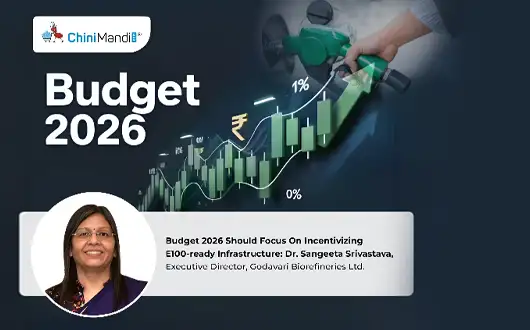 ChiniMandi
Budget
2026
1%
₹
0%
Budget 2026 Should Focus On Incentivizing
E100-ready Infrastructure: Dr. Sangeeta Srivastava,
Executive Director, Godavari Biorefineries Ltd.